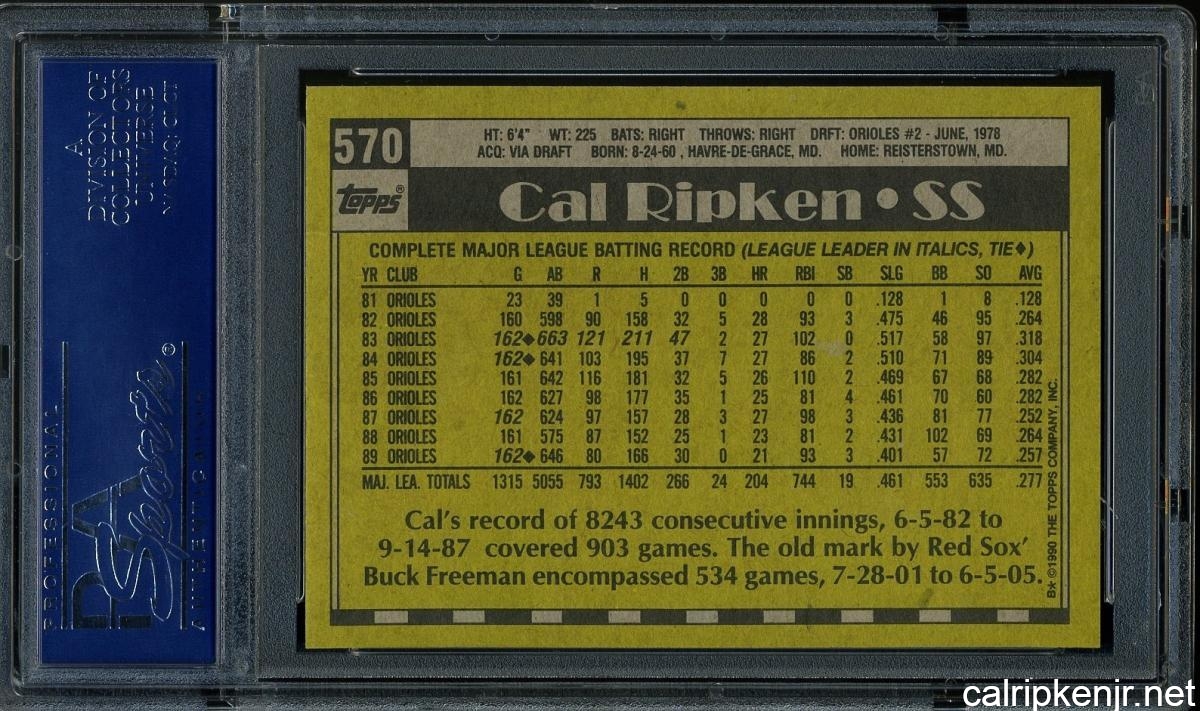 A
DIVISION OF
COLLECTORS
UNIVERSE
NASDAQ: CLCT
PROFESSIONAL
PSA
Sports®
AUTHENTICATOR
570
HT: 6'4" WT: 225 BATS: RIGHT THROWS: RIGHT DRFT: ORIOLES #2 - JUNE, 1978
ACQ: VIA DRAFT BORN: 8-24-60 , HAVRE-DE-GRACE, MD. HOME: REISTERSTOWN, MD.
TOPPS®
Cal Ripken • SS
COMPLETE MAJOR LEAGUE BATTING RECORD (LEAGUE LEADER IN ITALICS, TIE♦)
YR CLUB G AB R H 2B 3B HR RBI SB SLG BB SO AVG
81 ORIOLES 23 39 1 5 0 0 0 0 0 .128 1 8 .128
82 ORIOLES 160 598 90 158 32 5 28 93 3 .475 46 95 .264
83 ORIOLES 162♦ 663 121 211 47 2 27 102 0 .517 58 97 .318
84 ORIOLES 162♦ 641 103 195 37 7 27 86 2 .510 71 89 .304
85 ORIOLES 161 642 116 181 32 5 26 110 2 .469 67 68 .282
86 ORIOLES 162 627 98 177 35 1 25 81 4 .461 70 60 .282
87 ORIOLES 162 624 97 157 28 3 27 98 3 .436 81 77 .252
88 ORIOLES 161 575 87 152 25 1 23 81 2 .431 102 69 .264
89 ORIOLES 162♦ 646 80 166 30 0 21 93 3 .401 57 72 .257
MAJ. LEA. TOTALS 1315 5055 793 1402 266 24 204 744 19 .461 553 635 .277
Cal's record of 8243 consecutive innings, 6-5-82 to
9-14-87 covered 903 games. The old mark by Red Sox'
Buck Freeman encompassed 534 games, 7-28-01 to 6-5-05.
B★ ©1990 THE TOPPS COMPANY, INC.
calripkenjr.net